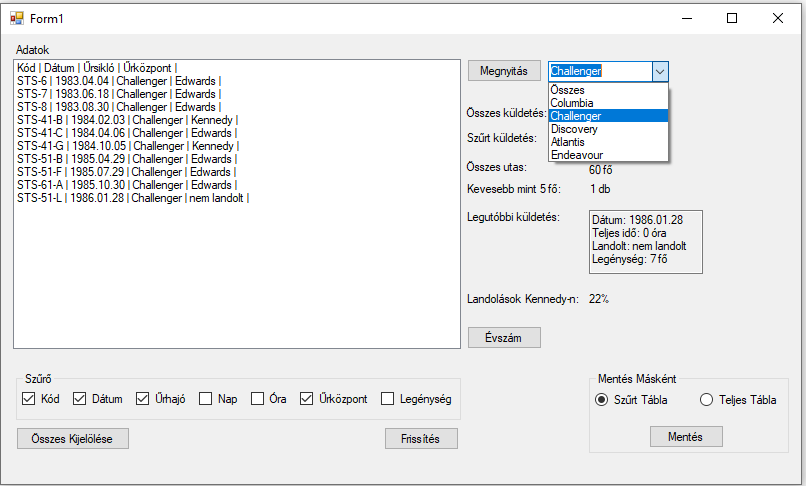 Form1
Adatok
Kód | Dátum | Űrsikló | Űrközpont |
STS-6 | 1983.04.04 | Challenger | Edwards |
STS-7 | 1983.06.18 | Challenger | Edwards |
STS-8 | 1983.08.30 | Challenger | Edwards |
STS-41-B | 1984.02.03 | Challenger | Kennedy |
STS-41-C | 1984.04.06 | Challenger | Edwards |
STS-41-G | 1984.10.05 | Challenger | Kennedy |
STS-51-B | 1985.04.29 | Challenger | Edwards |
STS-51-F | 1985.07.29 | Challenger | Edwards |
STS-61-A | 1985.10.30 | Challenger | Edwards |
STS-51-L | 1986.01.28 | Challenger | nem landolt |
Megnyitás
Challenger
Összes
Columbia
Challenger
Discovery
Atlantis
Endeavour
Összes küldetés:
Szűrt küldetés:
Összes utas: 60 fő
Kevesebb mint 5 fő: 1 db
Legutóbbi küldetés:
Dátum: 1986.01.28
Teljes idő: 0 óra
Landolt: nem landolt
Legénység: 7 fő
Landolások Kennedy-n: 22%
Évszám
Szűrő
Kód Dátum Űrhajó Nap Óra Űrközpont Legénység
Összes Kijelölése
Frissítés
Mentés Másként
Szűrt Tábla Teljes Tábla
Mentés